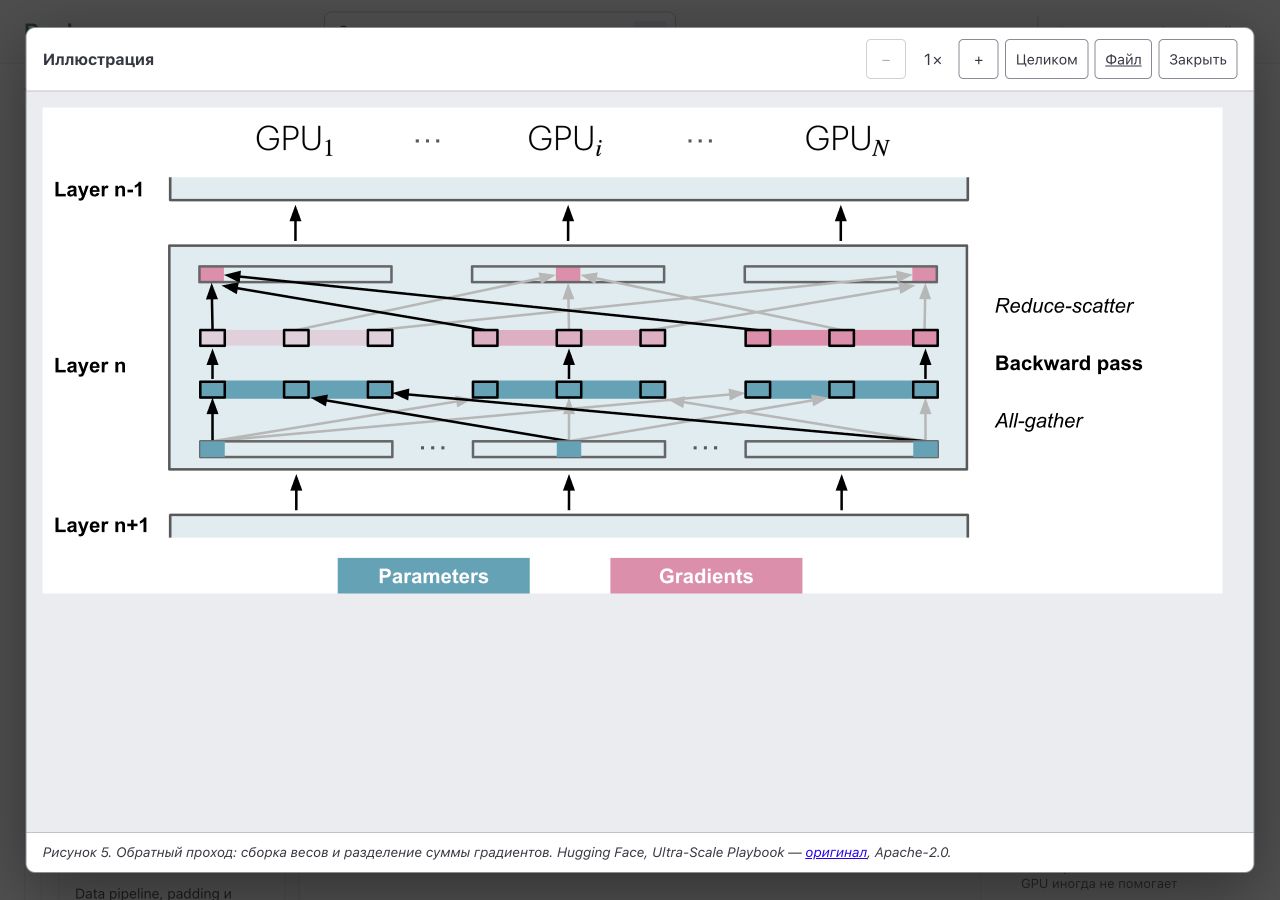 Иллюстрация
−
1×
+
Целиком
Файл
Закрыть
GPU1 ... GPUi ... GPUN
Layer n-1
Reduce-scatter
Layer n
Backward pass
All-gather
... ...
Layer n+1
Parameters
Gradients
Рисунок 5. Обратный проход: сборка весов и разделение суммы градиентов. Hugging Face, Ultra-Scale Playbook — оригинал, Apache-2.0.
Data pipeline, padding и
GPU иногда не помогает